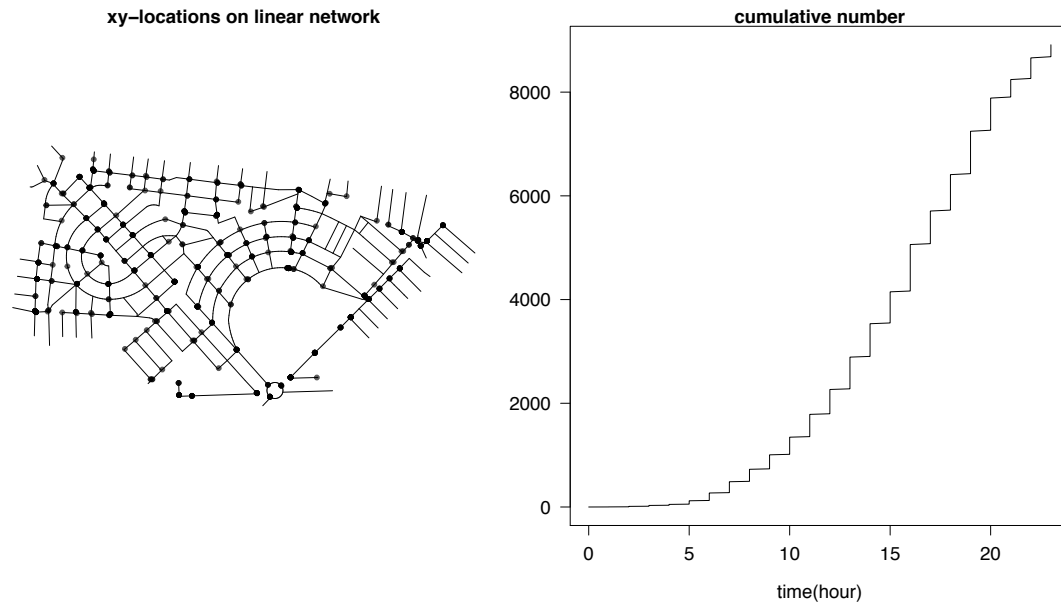 xy−locations on linear network
cumulative number
8000
6000
4000
2000
0
0 5 10 15 20
time(hour)